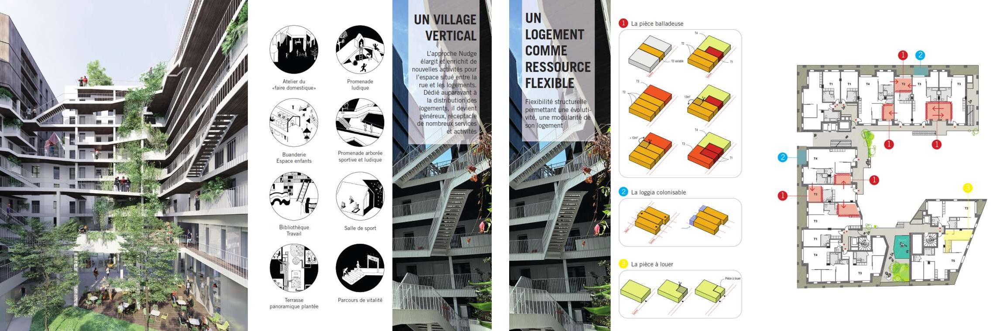 Atelier du
«faire domestique»
Promenade
ludique
Buanderie
Espace enfants
Promenade arborée
sportive et ludique
Bibliothèque
Travail
Salle de sport
Terrasse
panoramique plantée
Parcours de vitalité
UN VILLAGE
VERTICAL
L'approche Nudge
élargit et enrichit de
nouvelles activités pour
l'espace situé entre la
rue et les logements.
Dédié auparavant à
la distribution des
logements, il devient
généreux, réceptacle
de nombreux services
et activités
UN
LOGEMENT
COMME
RESSOURCE
FLEXIBLE
Flexibilité structurelle
permettant une évoluti-
vité, une modularité de
son logement
1 La pièce balladeuse
T2 variable
T4
T2
T1
T3
T2
13m²
+ 13m²
T4
T3
T1
2 La loggia colonisable
3 La pièce à louer
Pièce à louer
1
2
T1
T1
T4
T2
T3
T3
1
1
2
T4
1
3
1
T2
T3
T3
T1
T4
T3
T5